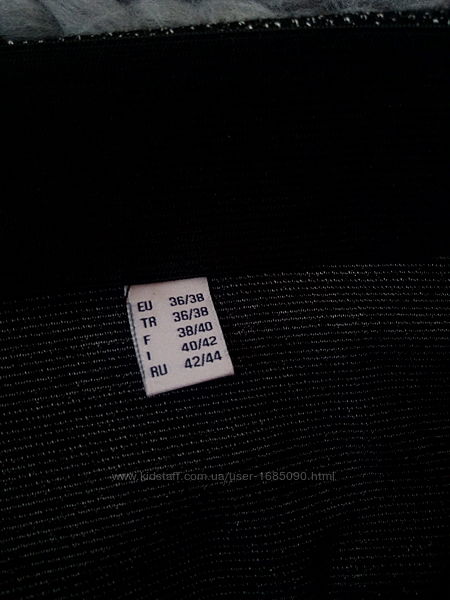 EU 36/38
TR 36/38
F 38/40
I 40/42
RU 42/44
www.kidstaff.com.ua/user-1685090.html